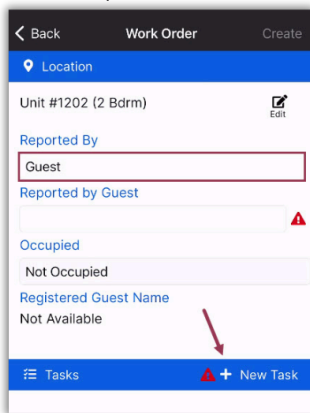 Back Work Order Create
Location
Unit #1202 (2 Bdrm)
Edit
Reported By
Guest
Reported by Guest
Occupied
Not Occupied
Registered Guest Name
Not Available
Tasks + New Task